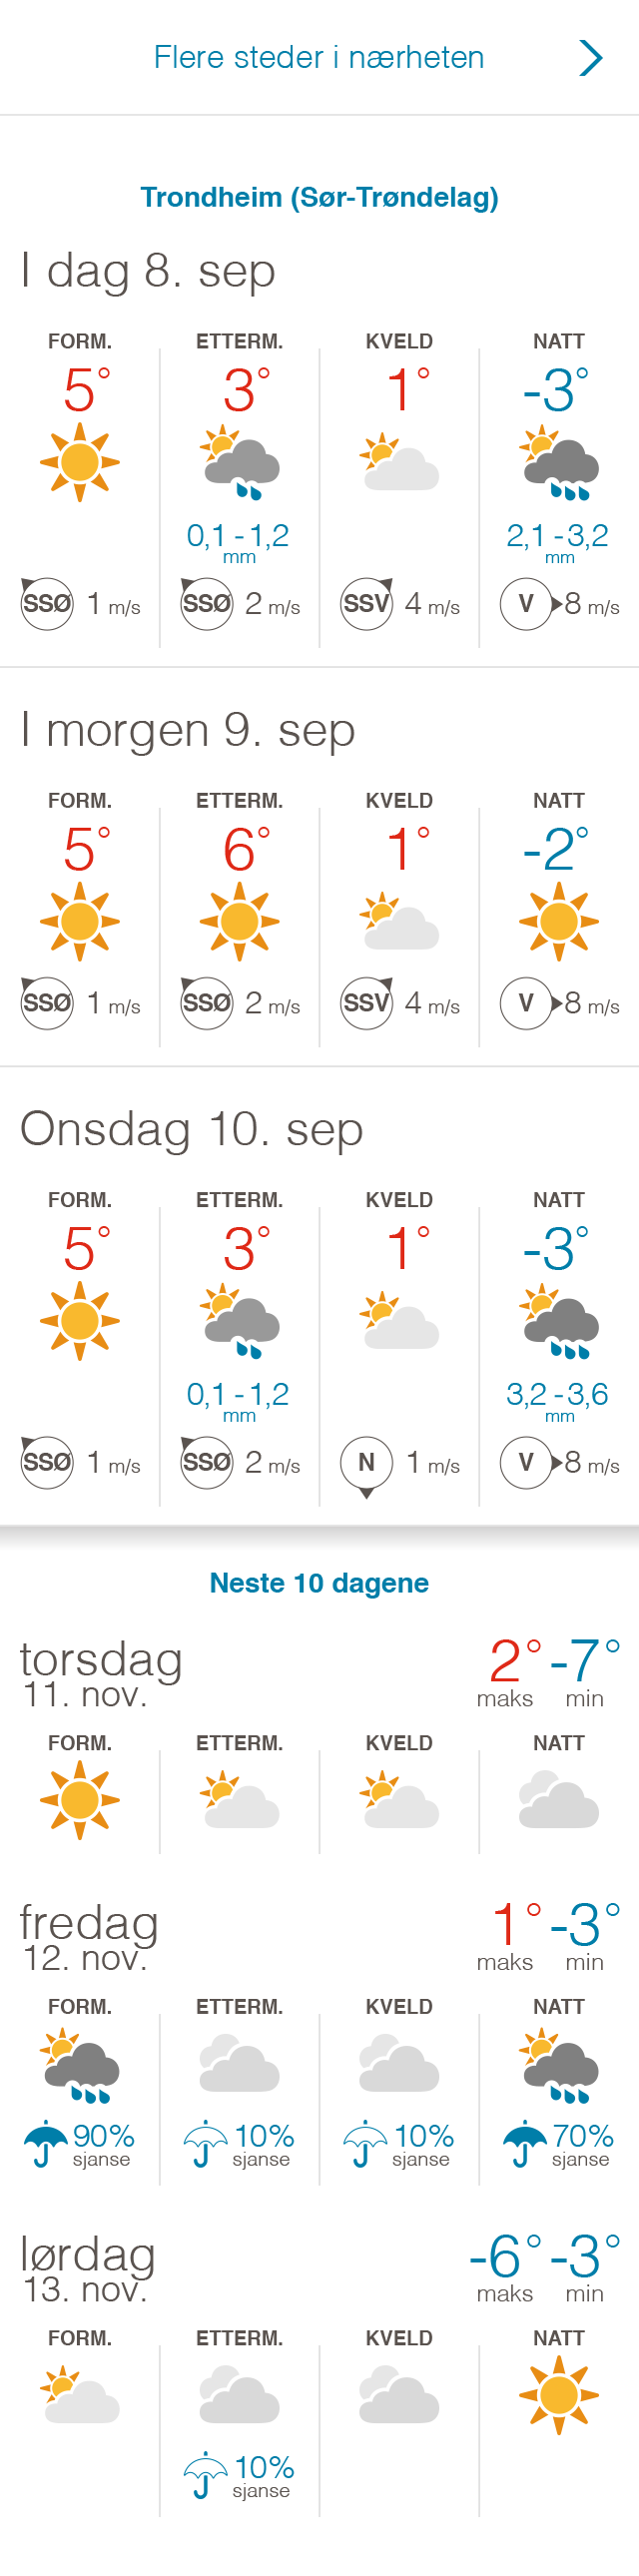 Flere steder i nærheten
Trondheim (Sør-Trøndelag)
I dag 8. sep
FORM. ETTERM. KVELD NATT
5° 3° 1° -3°
0,1 - 1,2 2,1 - 3,2
mm mm
SSØ 1 m/s SSØ 2 m/s SSV 4 m/s V 8 m/s
I morgen 9. sep
FORM. ETTERM. KVELD NATT
5° 6° 1° -2°
SSØ 1 m/s SSØ 2 m/s SSV 4 m/s V 8 m/s
Onsdag 10. sep
FORM. ETTERM. KVELD NATT
5° 3° 1° -3°
0,1 - 1,2 3,2 - 3,6
mm mm
SSØ 1 m/s SSØ 2 m/s N 1 m/s V 8 m/s
Neste 10 dagene
torsdag 2° -7°
11. nov. maks min
FORM. ETTERM. KVELD NATT
fredag 1° -3°
12. nov. maks min
FORM. ETTERM. KVELD NATT
90% 10% 10% 70%
sjanse sjanse sjanse sjanse
lørdag -6° -3°
13. nov. maks min
FORM. ETTERM. KVELD NATT
10%
sjanse